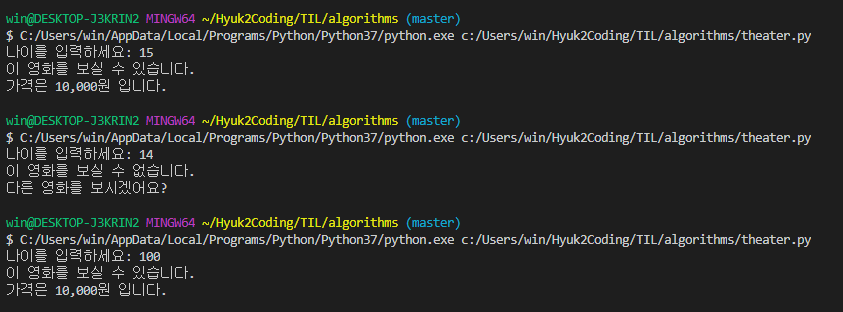 win@DESKTOP-J3KRIN2 MINGW64 ~/Hyuk2Coding/TIL/algorithms (master)
$ C:/Users/win/AppData/Local/Programs/Python/Python37/python.exe c:/Users/win/Hyuk2Coding/TIL/algorithms/theater.py
나이를 입력하세요: 15
이 영화를 보실 수 있습니다.
가격은 10,000원 입니다.
win@DESKTOP-J3KRIN2 MINGW64 ~/Hyuk2Coding/TIL/algorithms (master)
$ C:/Users/win/AppData/Local/Programs/Python/Python37/python.exe c:/Users/win/Hyuk2Coding/TIL/algorithms/theater.py
나이를 입력하세요: 14
이 영화를 보실 수 없습니다.
다른 영화를 보시겠어요?
win@DESKTOP-J3KRIN2 MINGW64 ~/Hyuk2Coding/TIL/algorithms (master)
$ C:/Users/win/AppData/Local/Programs/Python/Python37/python.exe c:/Users/win/Hyuk2Coding/TIL/algorithms/theater.py
나이를 입력하세요: 100
이 영화를 보실 수 있습니다.
가격은 10,000원 입니다.